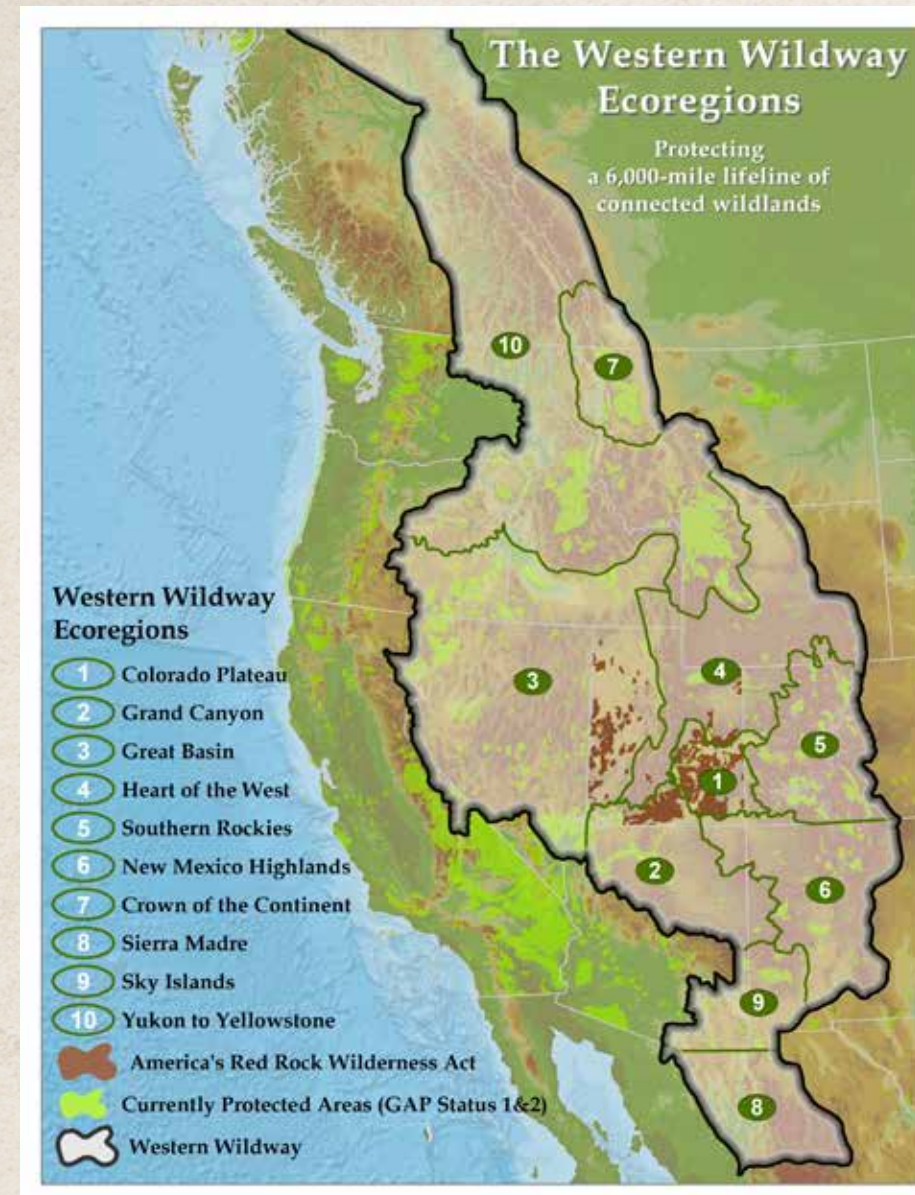 The Western Wildway
Ecoregions
Protecting
a 6,000-mile lifeline of
connected wildlands
10
7
3
4
5
1
2
6
9
8
Western Wildway
Ecoregions
1 Colorado Plateau
2 Grand Canyon
3 Great Basin
4 Heart of the West
5 Southern Rockies
6 New Mexico Highlands
7 Crown of the Continent
8 Sierra Madre
9 Sky Islands
10 Yukon to Yellowstone
America's Red Rock Wilderness Act
Currently Protected Areas (GAP Status 1&2)
Western Wildway